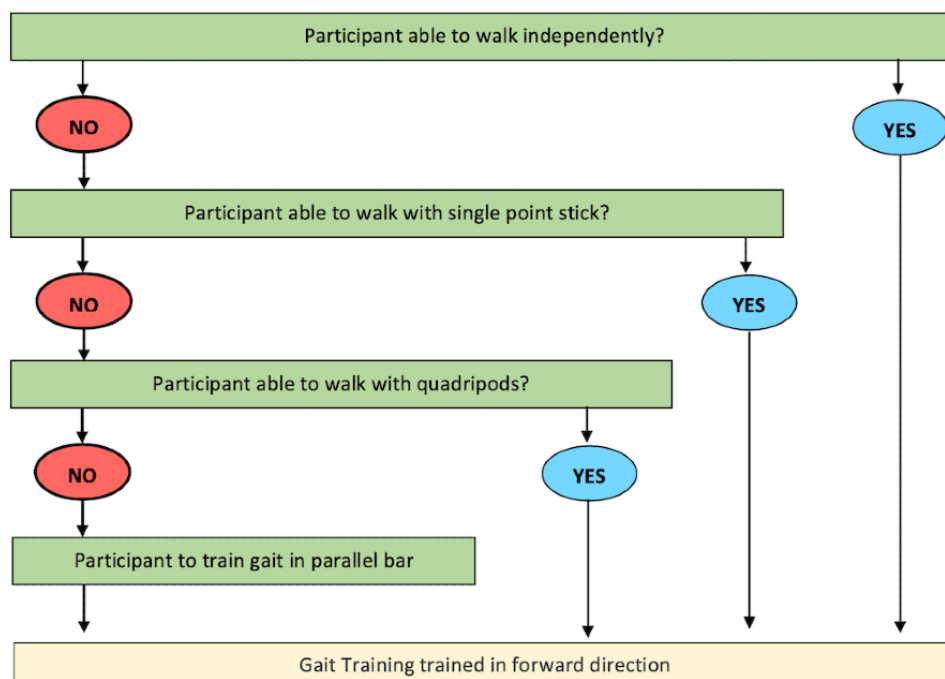 Participant able to walk independently?
NO
YES
Participant able to walk with single point stick?
NO
YES
Participant able to walk with quadripods?
NO
YES
Participant to train gait in parallel bar
Gait Training trained in forward direction